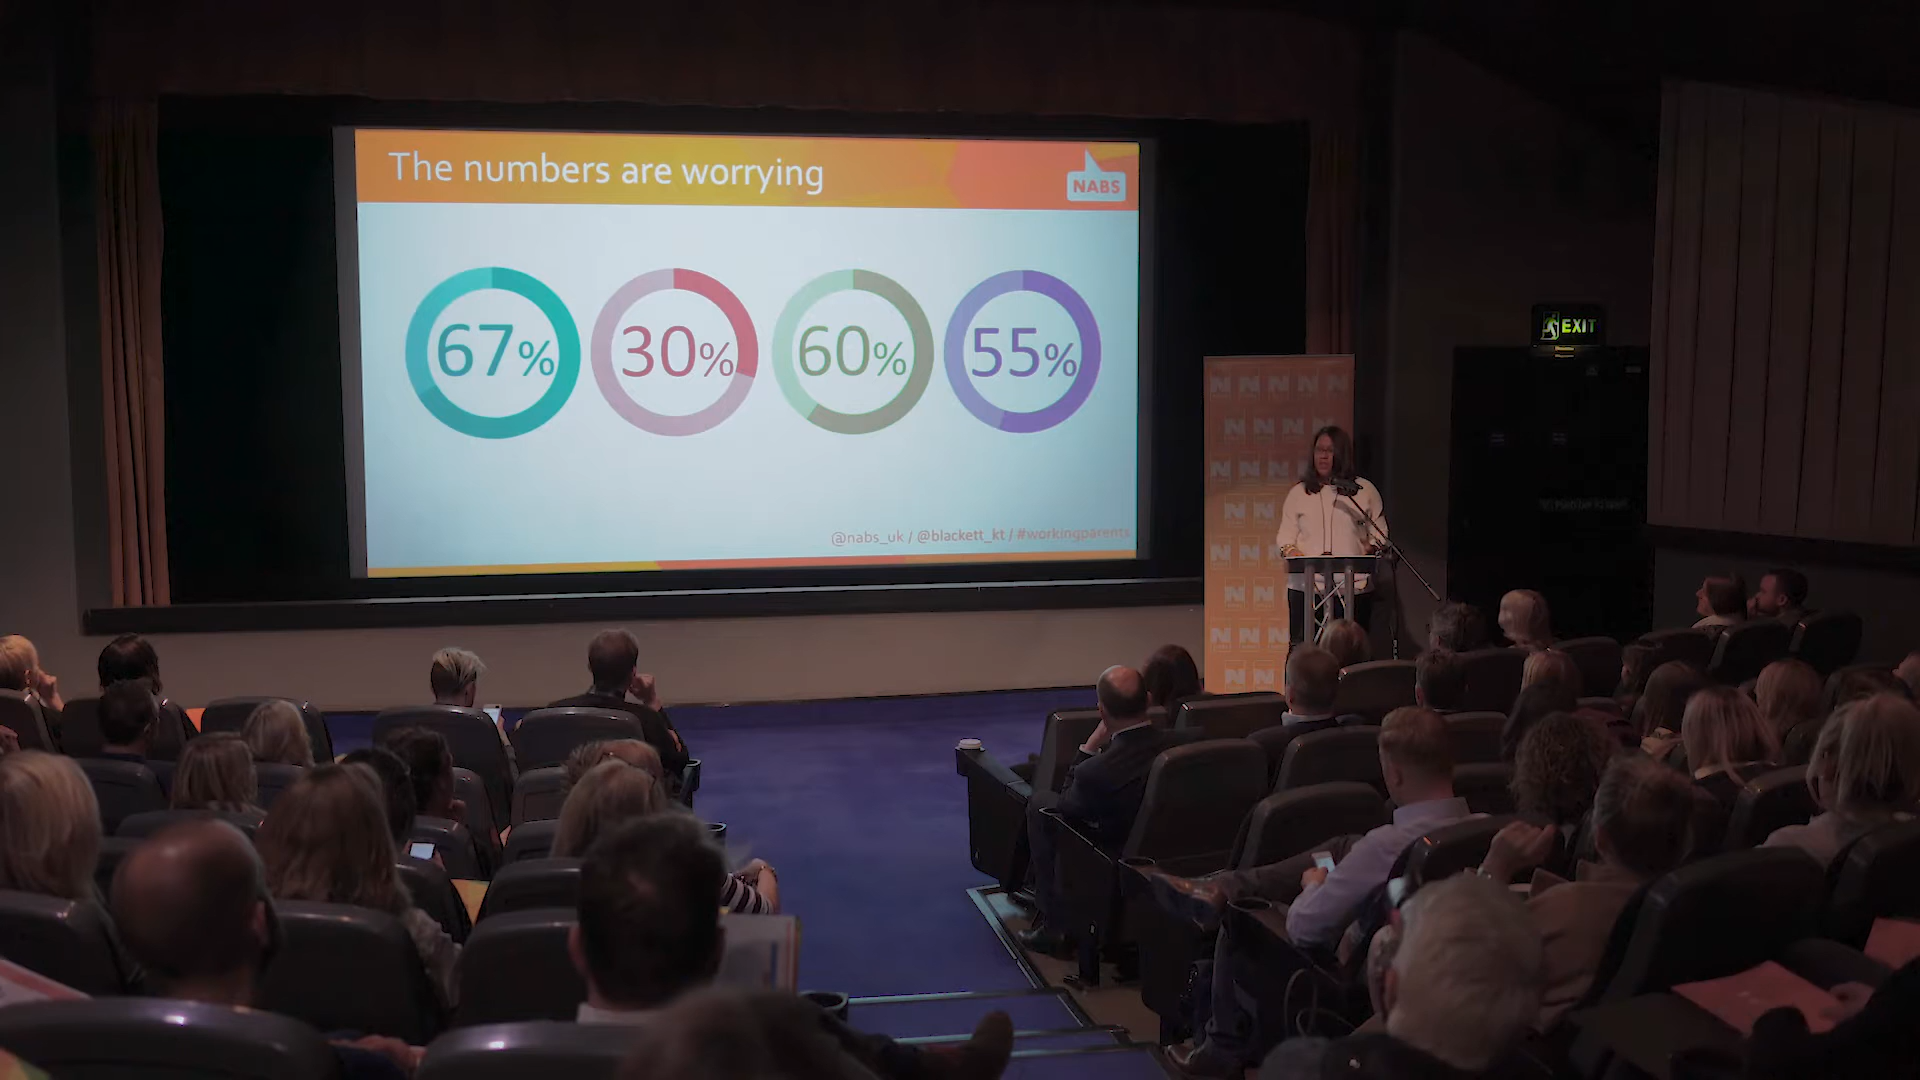 The numbers are worrying
NABS
67%
30%
60%
55%
@nabs_uk / @blackett_kt / #workingparents
EXIT